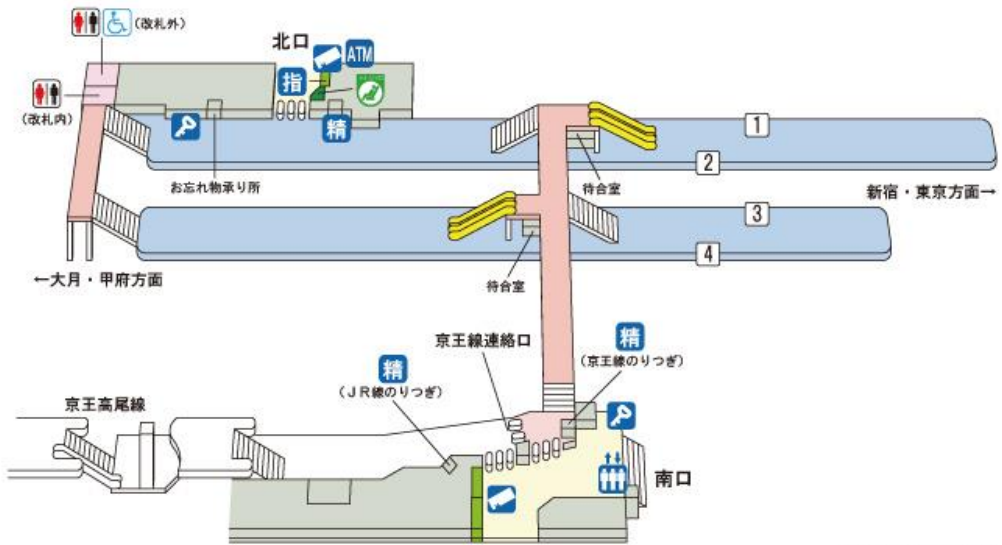 (改札外)
北口
ATM
指
(改札内)
精
1
2
お忘れ物承り所
待合室
新宿・東京方面→
3
4
←大月・甲府方面
待合室
京王線連絡口
精
(京王線のりつぎ)
精
(JR線のりつぎ)
京王高尾線
南口